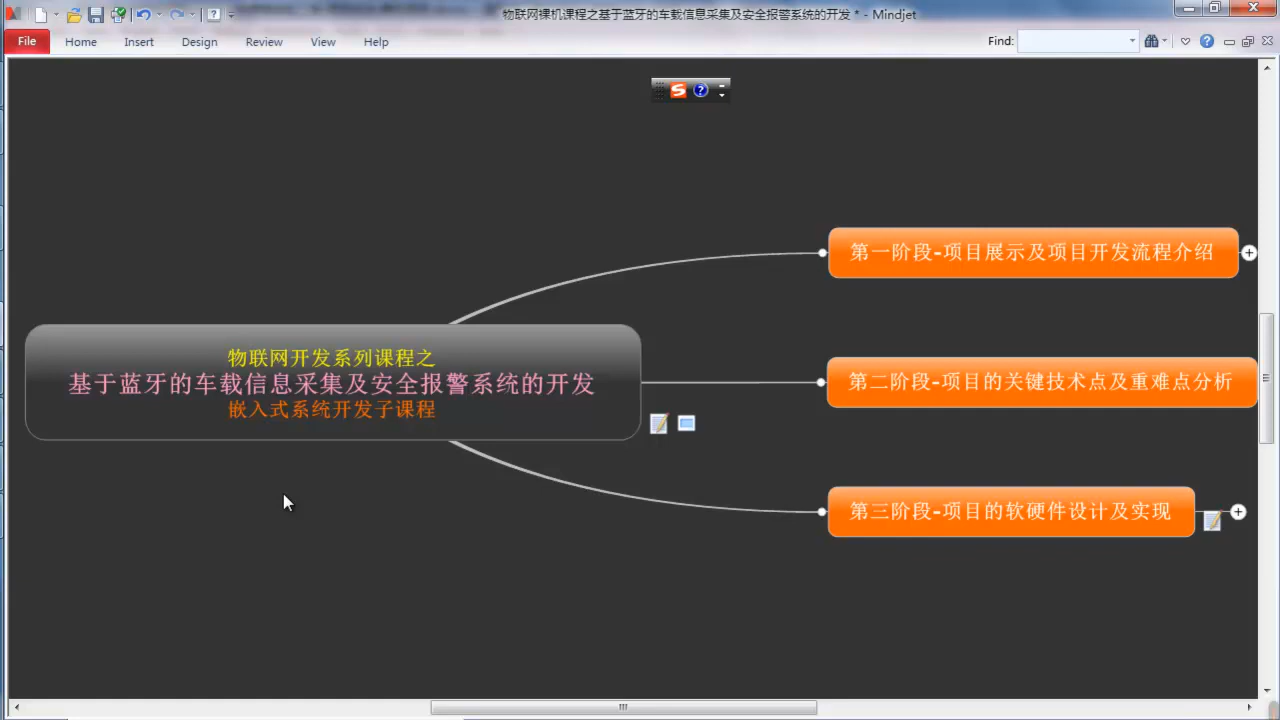 物联网课机课程之基于蓝牙的车载信息采集及安全报警系统的开发 * - Mindjet
File Home Insert Design Review View Help Find:
第一阶段-项目展示及项目开发流程介绍
物联网开发系列课程之
基于蓝牙的车载信息采集及安全报警系统的开发
嵌入式系统开发子课程
第二阶段-项目的关键技术点及重难点分析
第三阶段-项目的软硬件设计及实现